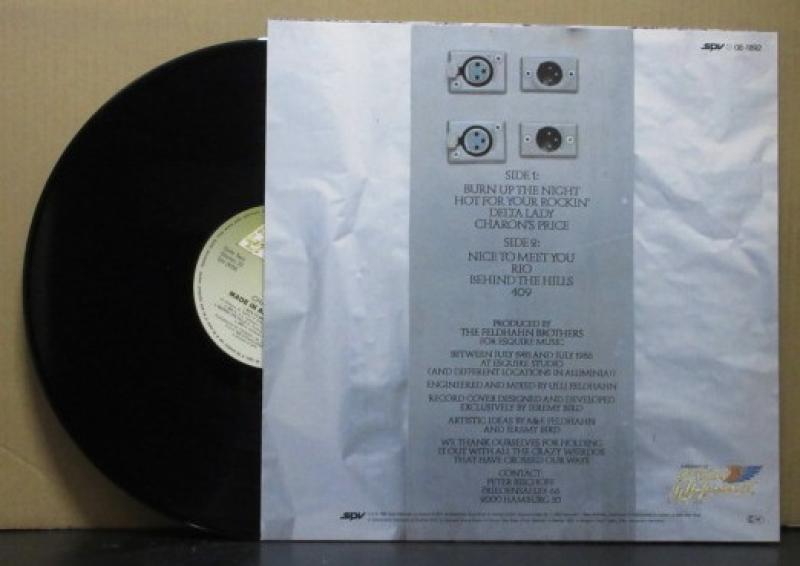 spv 08-1892
SIDE 1:
BURN UP THE NIGHT
HOT FOR YOUR ROCKIN'
DELTA LADY
CHARON'S PRICE
SIDE 2:
NICE TO MEET YOU
RIO
BEHIND THE HILLS
409
PRODUCED BY
THE FELDHAHN BROTHERS
FOR ESQUIRE MUSIC
BETWEEN JULY 1985 AND JULY 1986
AT ESQUIRE STUDIO
(AND DIFFERENT LOCATIONS IN ALUMINIA)
ENGINEERED AND MIXED BY ULLI FELDHAHN
RECORD COVER DESIGNED AND DEVELOPED
EXCLUSIVELY BY JEREMY BIRD
ARTISTIC IDEAS BY M&F FELDHAHN
AND JEREMY BIRD
WE THANK OURSELVES FOR HOLDING
IT OUT WITH ALL THE CRAZY WEIRDOS
THAT HAVE CROSSED OUR WAYS
CONTACT:
PETER BISCHOFF
FRIEDENSALLEE
2000 HAMBURG 50
spv
MADE IN